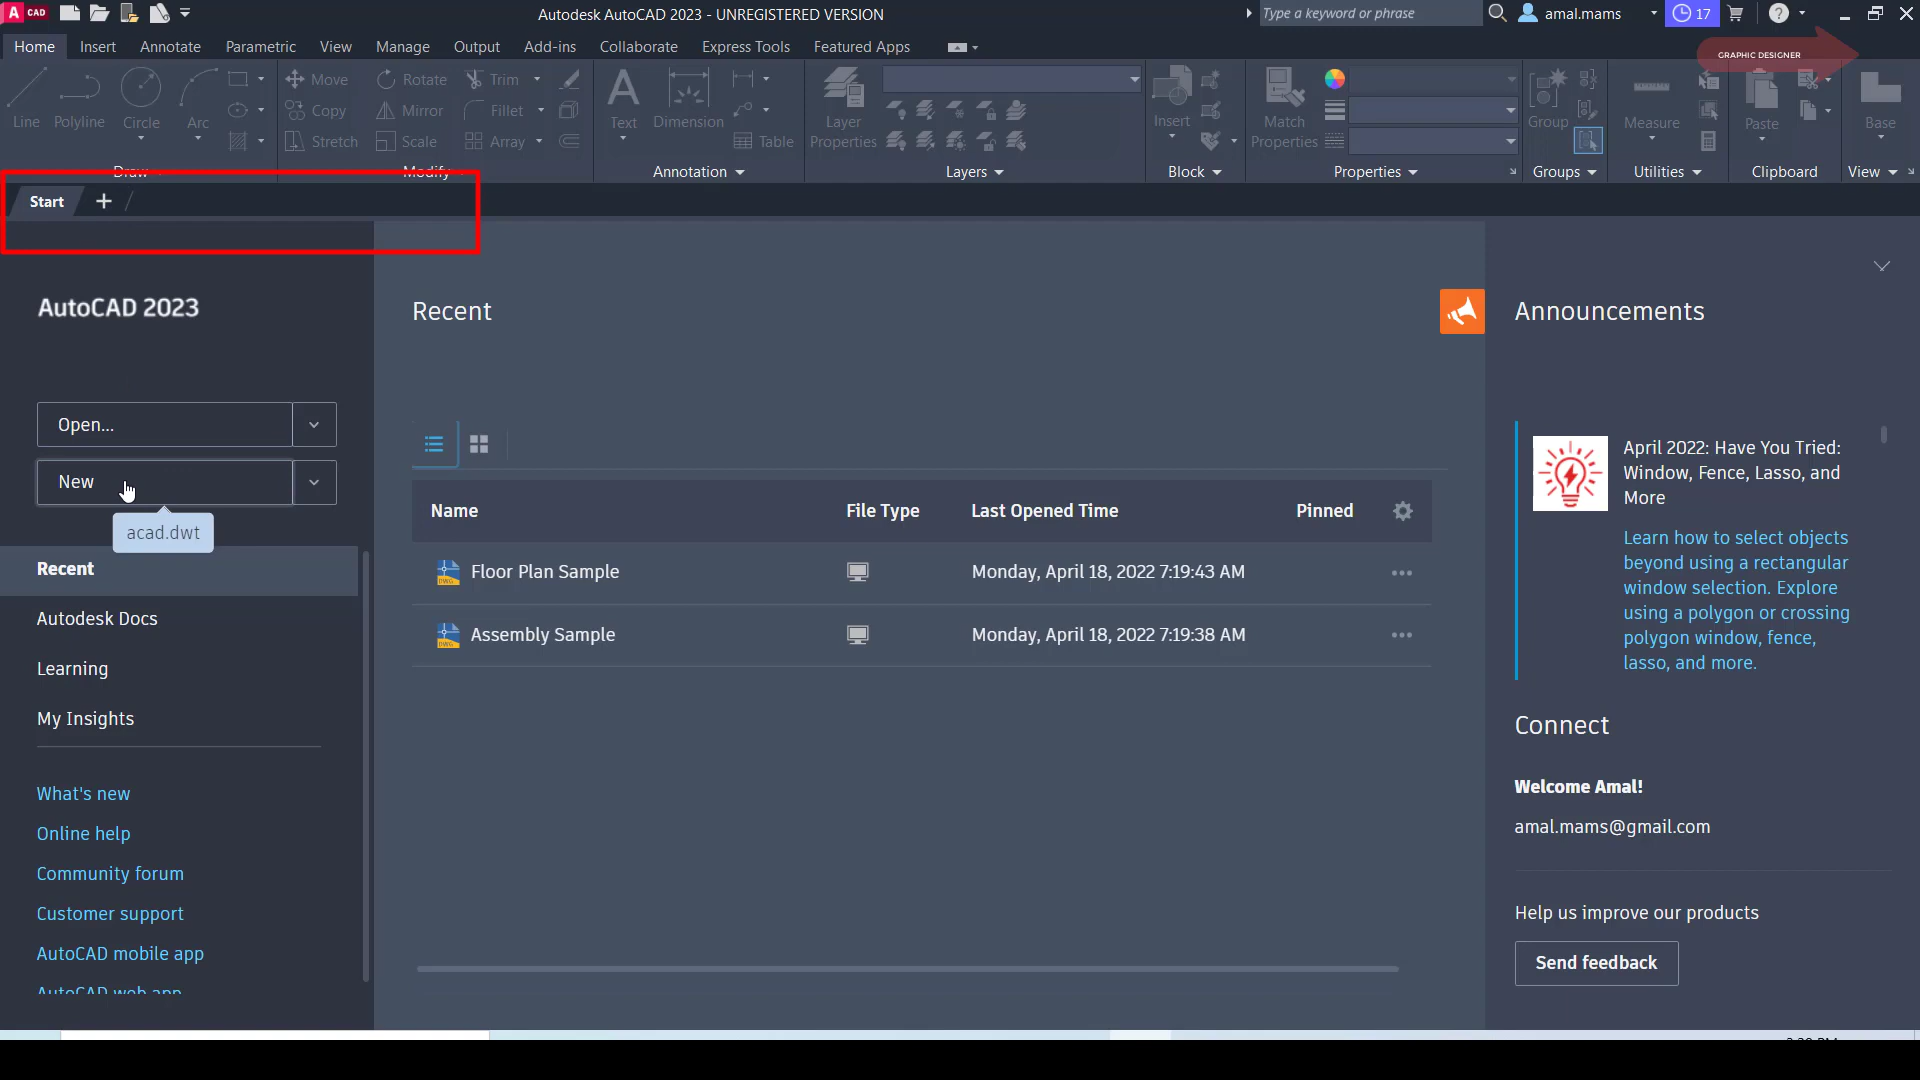 A CAD
Autodesk AutoCAD 2023 - UNREGISTERED VERSION
Type a keyword or phrase
amal.mams
17
Home Insert Annotate Parametric View Manage Output Add-ins Collaborate Express Tools Featured Apps
GRAPHIC DESIGNER
Line Polyline Circle Arc
Move Rotate Trim
Copy Mirror Fillet
Stretch Scale Array
Text Dimension
Table
Layer
Properties
Insert
Match
Properties
Group
Measure
Paste
Base
Draw Modify Annotation Layers Block Properties Groups Utilities Clipboard View
Start
AutoCAD 2023
Open...
New
acad.dwt
Recent
Autodesk Docs
Learning
My Insights
What's new
Online help
Community forum
Customer support
AutoCAD mobile app
AutoCAD web app
Recent
Name File Type Last Opened Time Pinned
DWG Floor Plan Sample Monday, April 18, 2022 7:19:43 AM
DWG Assembly Sample Monday, April 18, 2022 7:19:38 AM
Announcements
April 2022: Have You Tried:
Window, Fence, Lasso, and
More
Learn how to select objects
beyond using a rectangular
window selection. Explore
using a polygon or crossing
polygon window, fence,
lasso, and more.
Connect
Welcome Amal!
amal.mams@gmail.com
Help us improve our products
Send feedback